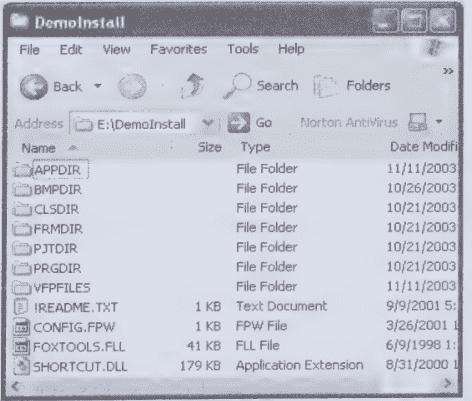 DemoInstall
File Edit View Favorites Tools Help
Back Search Folders
Address E:\DemoInstall Go Norton AntiVirus
Name Size Type Date Modifi
APPDIR File Folder 11/11/2003
BMPDIR File Folder 10/26/2003
CLSDIR File Folder 10/21/2003
FRMDIR File Folder 10/21/2003
PJTDIR File Folder 10/21/2003
PRGDIR File Folder 10/21/2003
VFPFILES File Folder 11/11/2003
!README.TXT 1 KB Text Document 9/9/2001 5:
CONFIG.FPW 1 KB FPW File 3/26/2001 1
FOXTOOLS.FLL 41 KB FLL File 6/9/1998 1:
SHORTCUT.DLL 179 KB Application Extension 8/31/2000 1